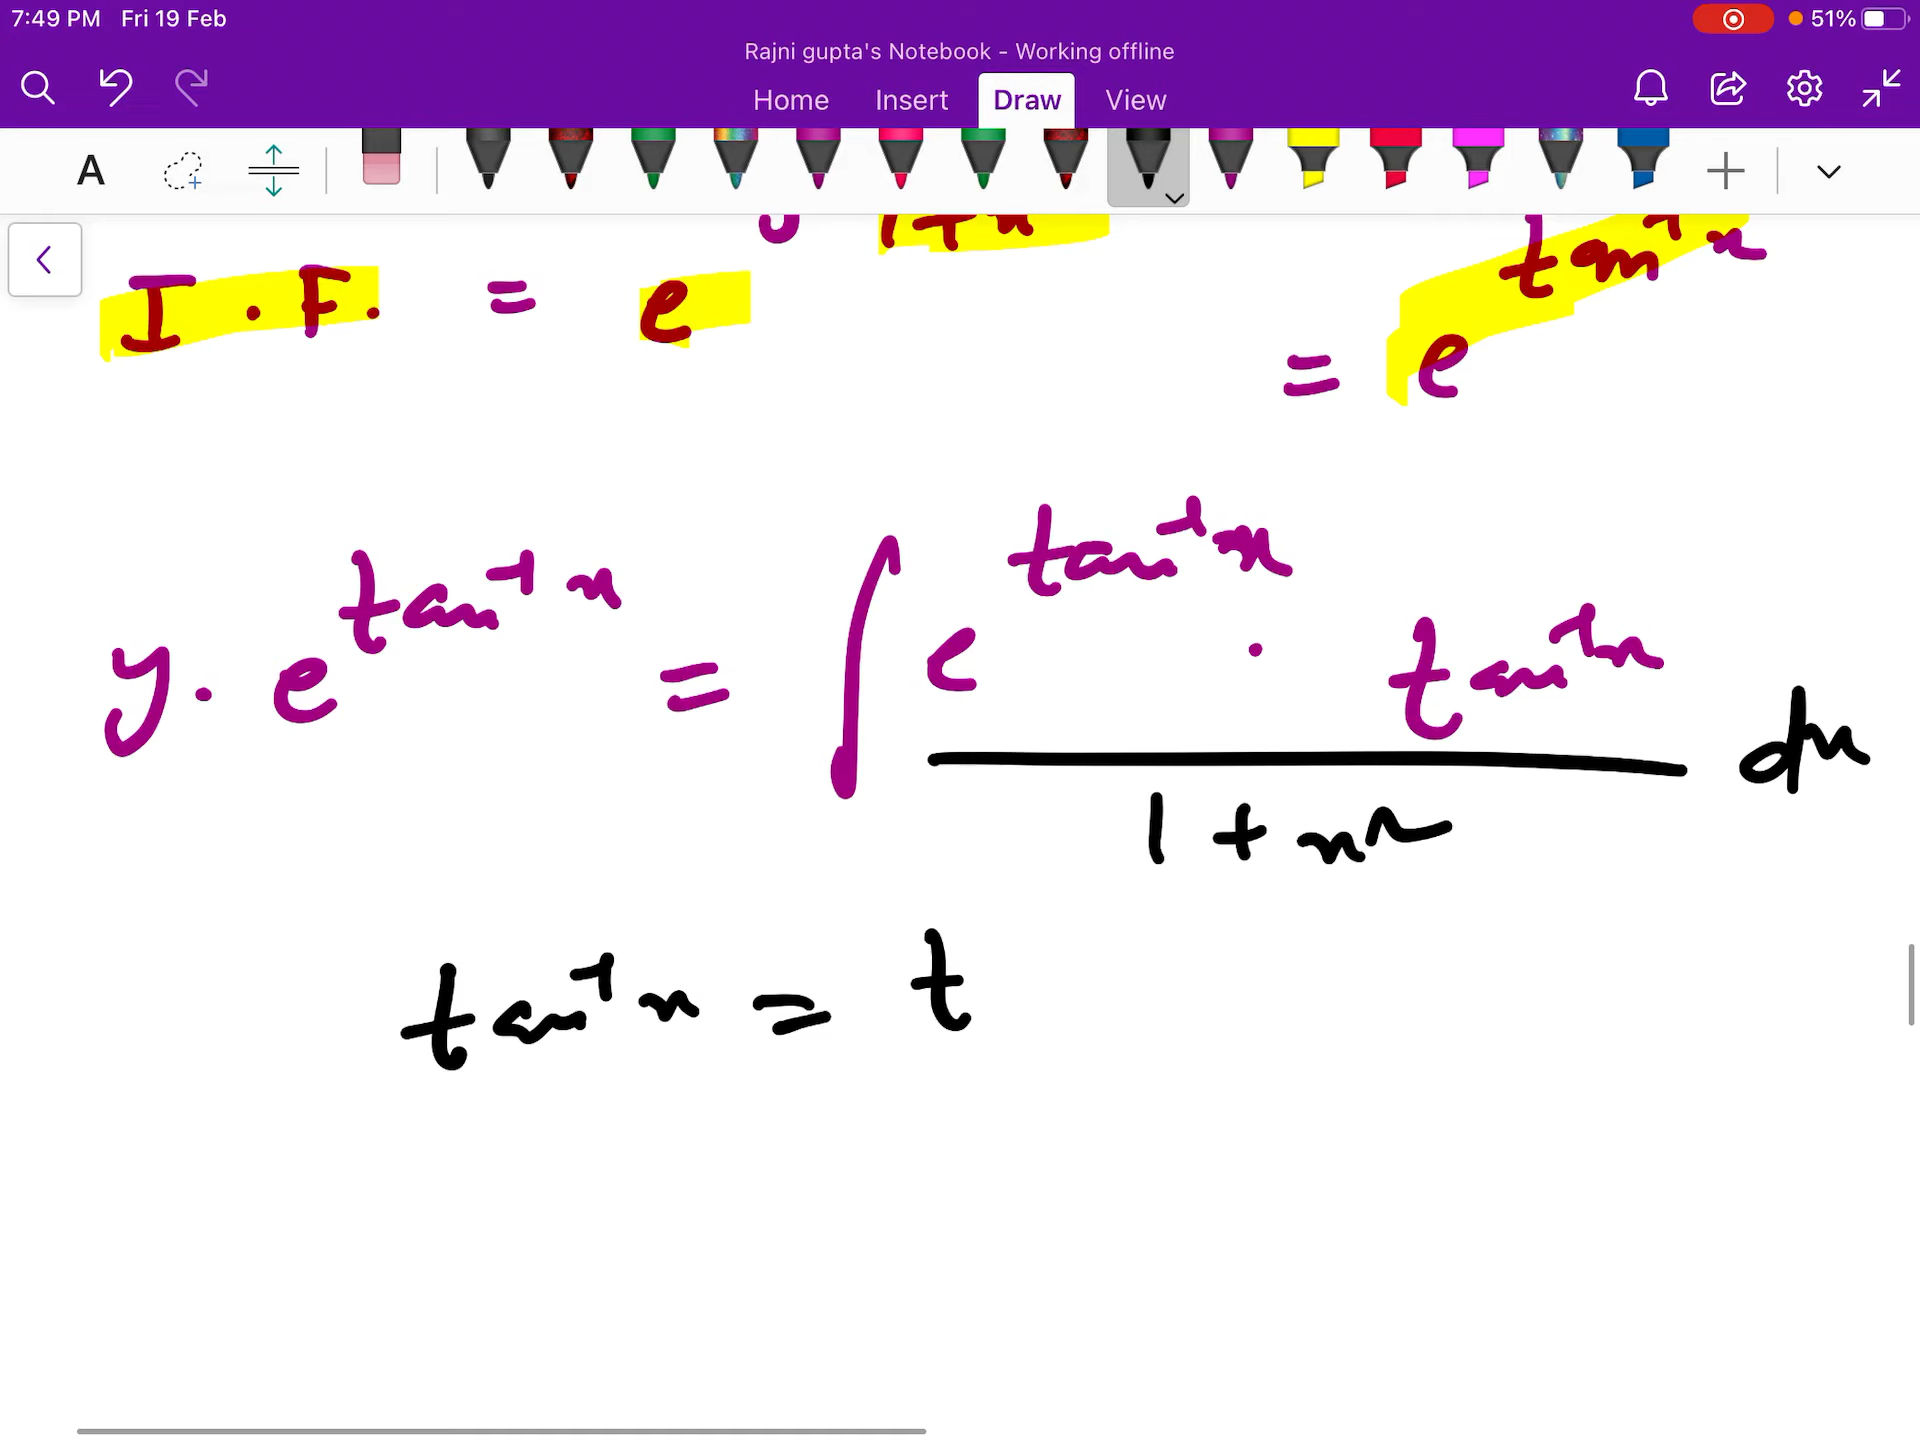 7:49 PM Fri 19 Feb
51%
Rajni gupta's Notebook - Working offline
Home Insert Draw View
A
I . F. = e
= e^tan⁻¹x
y . e^tan⁻¹x = ∫ e^tan⁻¹x . tan⁻¹x / 1 + x² dx
tan⁻¹x = t